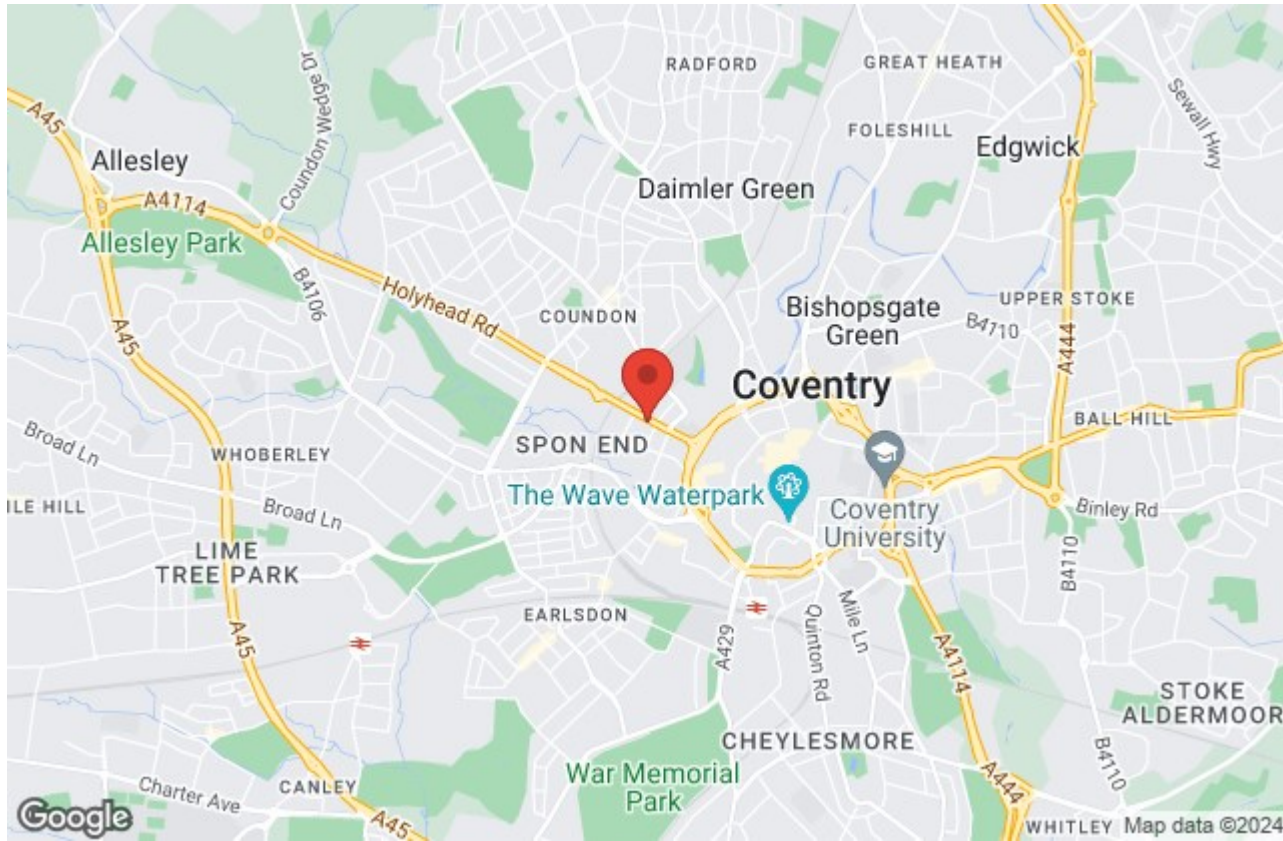 RADFORD
GREAT HEATH
Sewall Hwy
Coundon Wedge Dr
A45
FOLESHILL
Edgwick
Allesley
Daimler Green
A4114
Allesley Park
B4106
Holyhead Rd
COUNDON
Bishopsgate
Green
UPPER STOKE
B4110
A444
A45
Coventry
BALL HILL
Broad Ln
WHOBERLEY
SPON END
The Wave Waterpark
Coventry
University
Binley Rd
ILE HILL
Broad Ln
LIME
TREE PARK
B4110
EARLSDON
A429
Quinton Rd
Mile Ln
A4114
A45
STOKE
ALDERMOOR
CHEYLESMORE
B4110
War Memorial
Park
A444
CANLEY
Charter Ave
A45
Google
WHITLEY
Map data ©2024